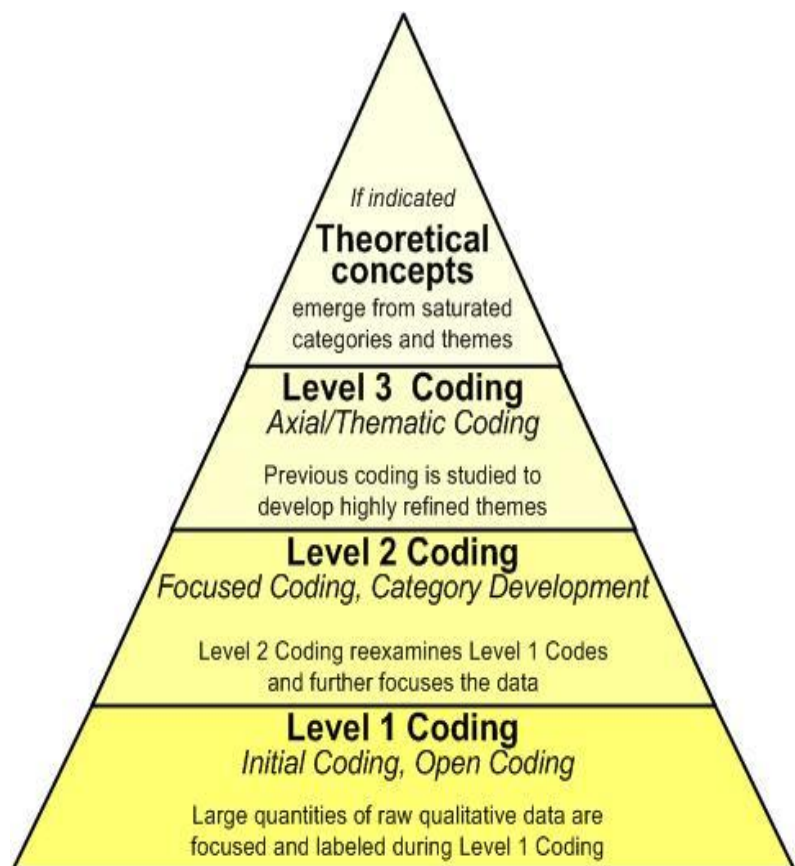 If indicated
Theoretical
concepts
emerge from saturated
categories and themes
Level 3 Coding
Axial/Thematic Coding
Previous coding is studied to
develop highly refined themes
Level 2 Coding
Focused Coding, Category Development
Level 2 Coding reexamines Level 1 Codes
and further focuses the data
Level 1 Coding
Initial Coding, Open Coding
Large quantities of raw qualitative data are
focused and labeled during Level 1 Coding